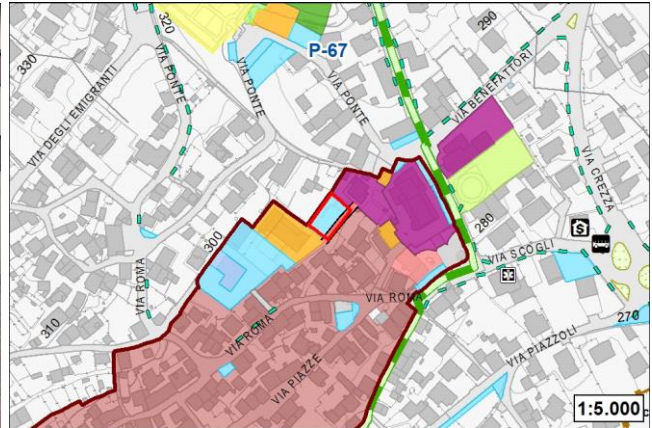 320
290
P-67
VIA PONTE
VIA PONTE
VIA PONTE
VIA BENEFATTORI
330
VIA DEGLI EMIGRANTI
VIA CREZZA
280
S
300
VIA SCOGLI
VIA ROMA
VIA ROMA
310
VIA ROMA
270
VIA PIAZZOLI
VIA PIAZZE
1:5.000